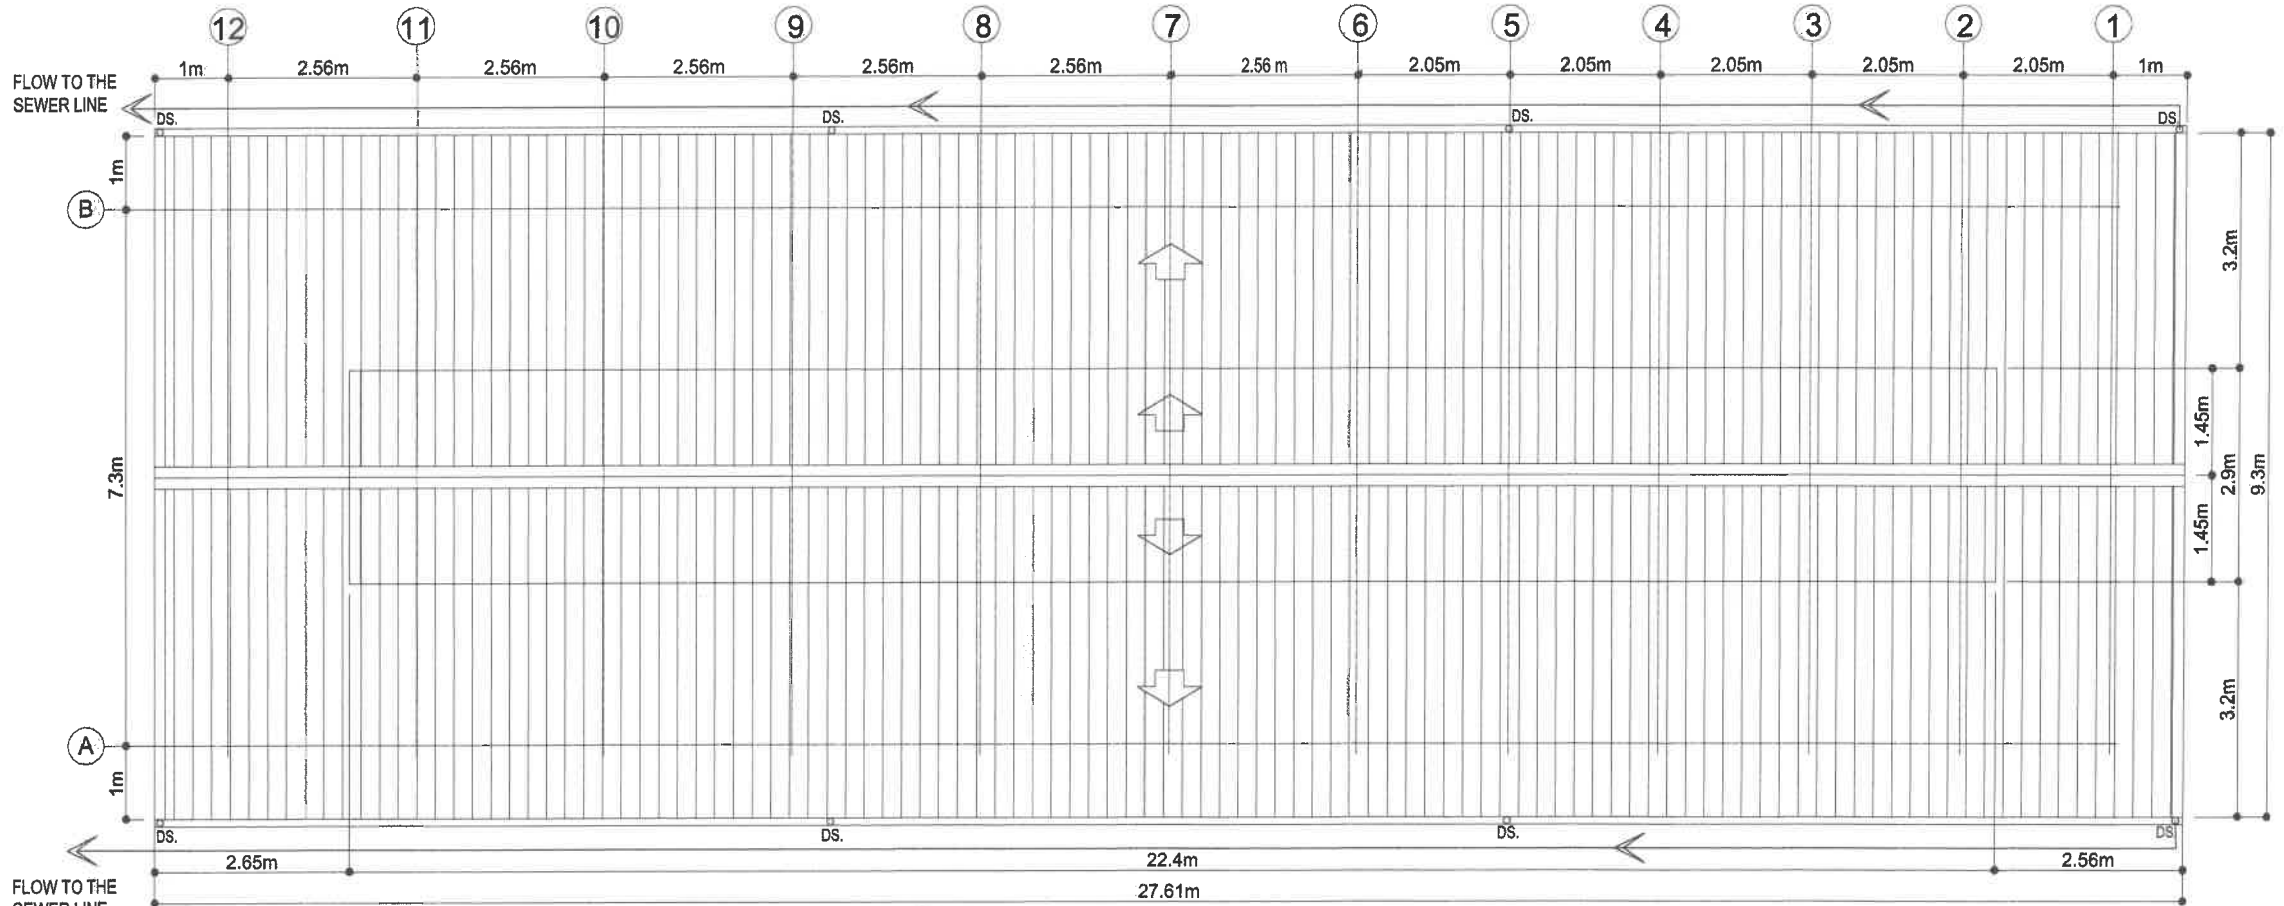 12 11 10 9 8 7 6 5 4 3 2 1
1m 2.56m 2.56m 2.56m 2.56m 2.56m 2.56 m 2.05m 2.05m 2.05m 2.05m 2.05m 1m
FLOW TO THE
SEWER LINE
DS. DS. DS. DS
1m
B
3.2m
1.45m
7.3m
2.9m
9.3m
1.45m
3.2m
A
1m
DS. DS. DS. DS
2.65m 22.4m 2.56m
27.61m
FLOW TO THE
SEWER LINE